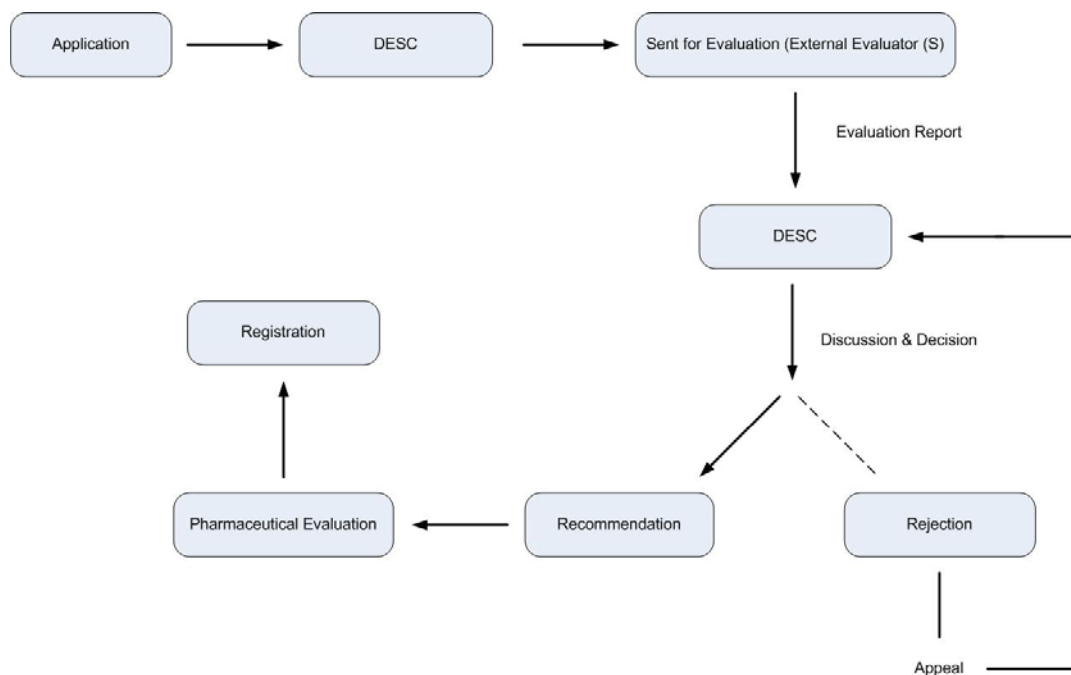 Application
DESC
Sent for Evaluation (External Evaluator (S)
Evaluation Report
DESC
Registration
Discussion & Decision
Pharmaceutical Evaluation
Recommendation
Rejection
Appeal